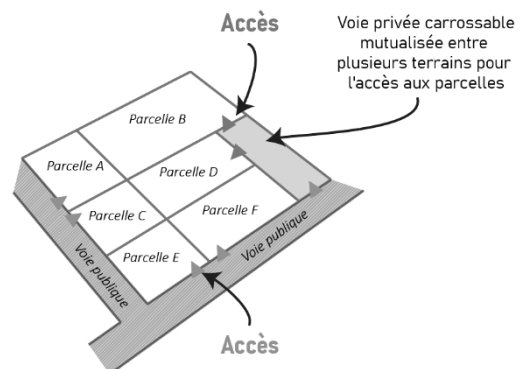 Accès
Voie privée carrossable
mutualisée entre
plusieurs terrains pour
l'accès aux parcelles
Parcelle B
Parcelle A
Parcelle D
Parcelle C
Parcelle F
Parcelle E
Voie publique
Voie publique
Accès